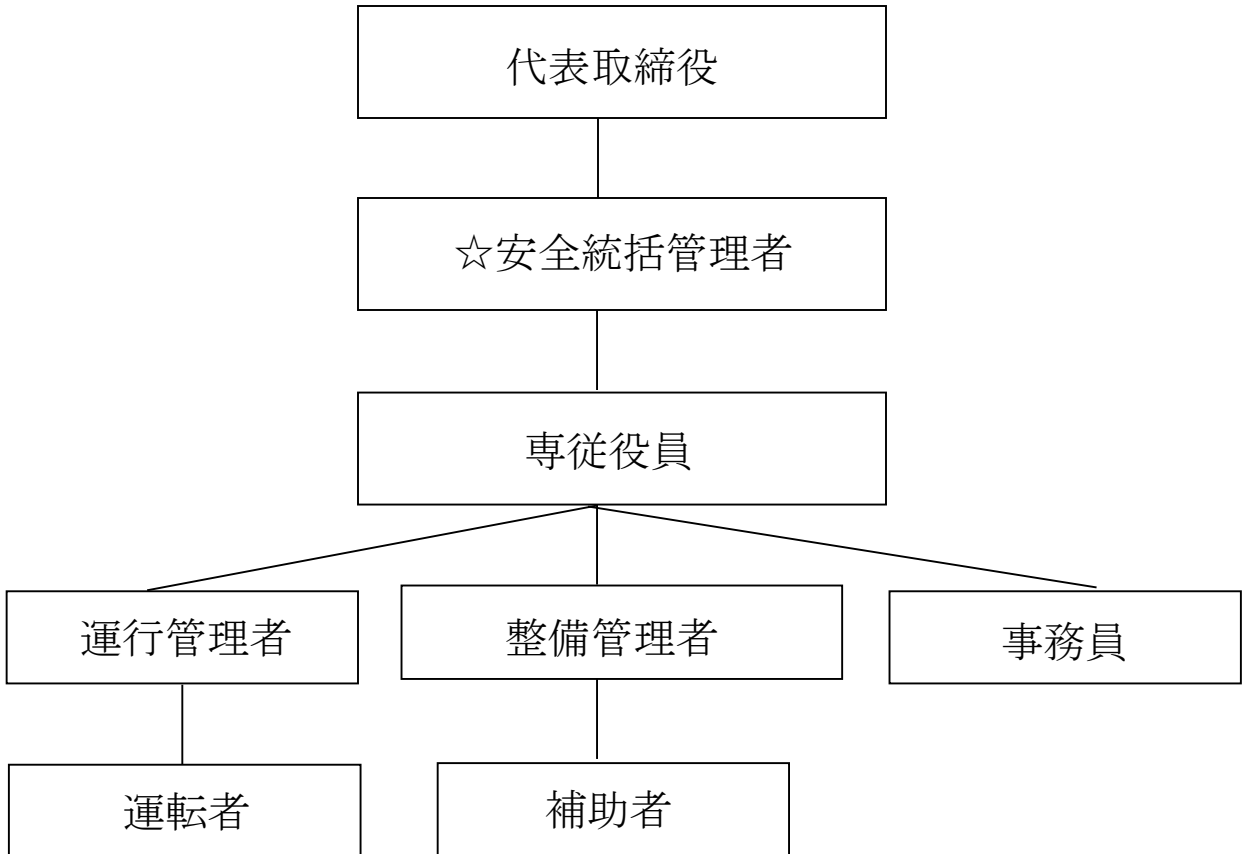 代表取締役
☆安全統括管理者
専従役員
運行管理者
整備管理者
事務員
運転者
補助者